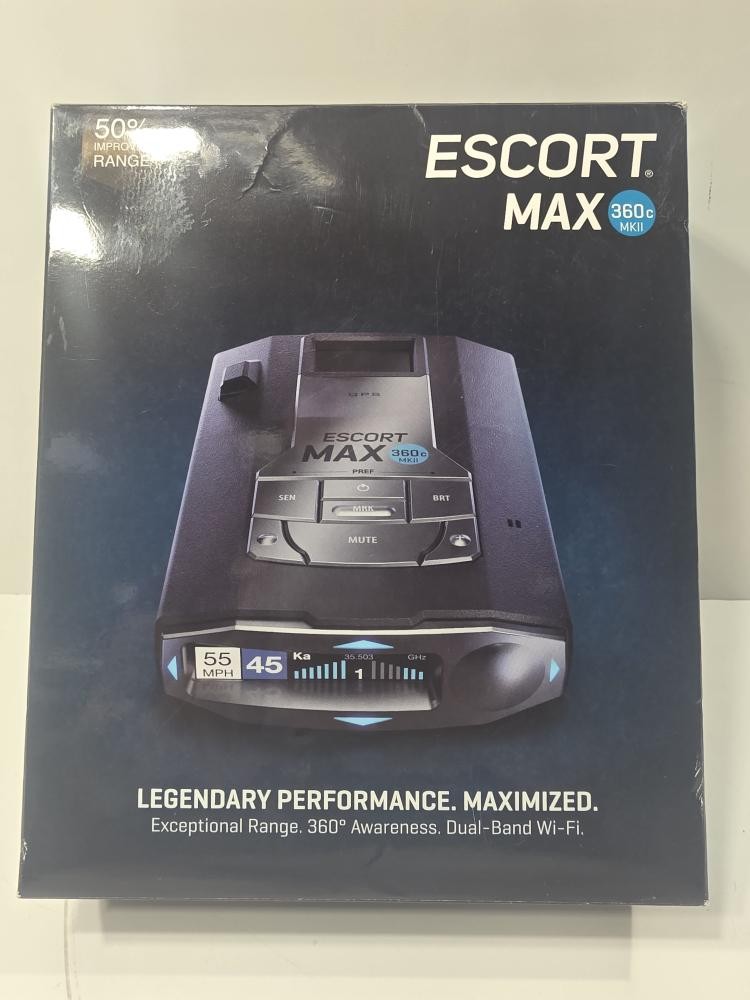 50%
RANGE
ESCORT®
MAX 360c
MKII
GPS
ESCORT
MAX 360c
MKII
PREF
SEN
BRT
MRK
MUTE
55
MPH
45
Ka
35.503
GHz
1
LEGENDARY PERFORMANCE. MAXIMIZED.
Exceptional Range. 360° Awareness. Dual-Band Wi-Fi.